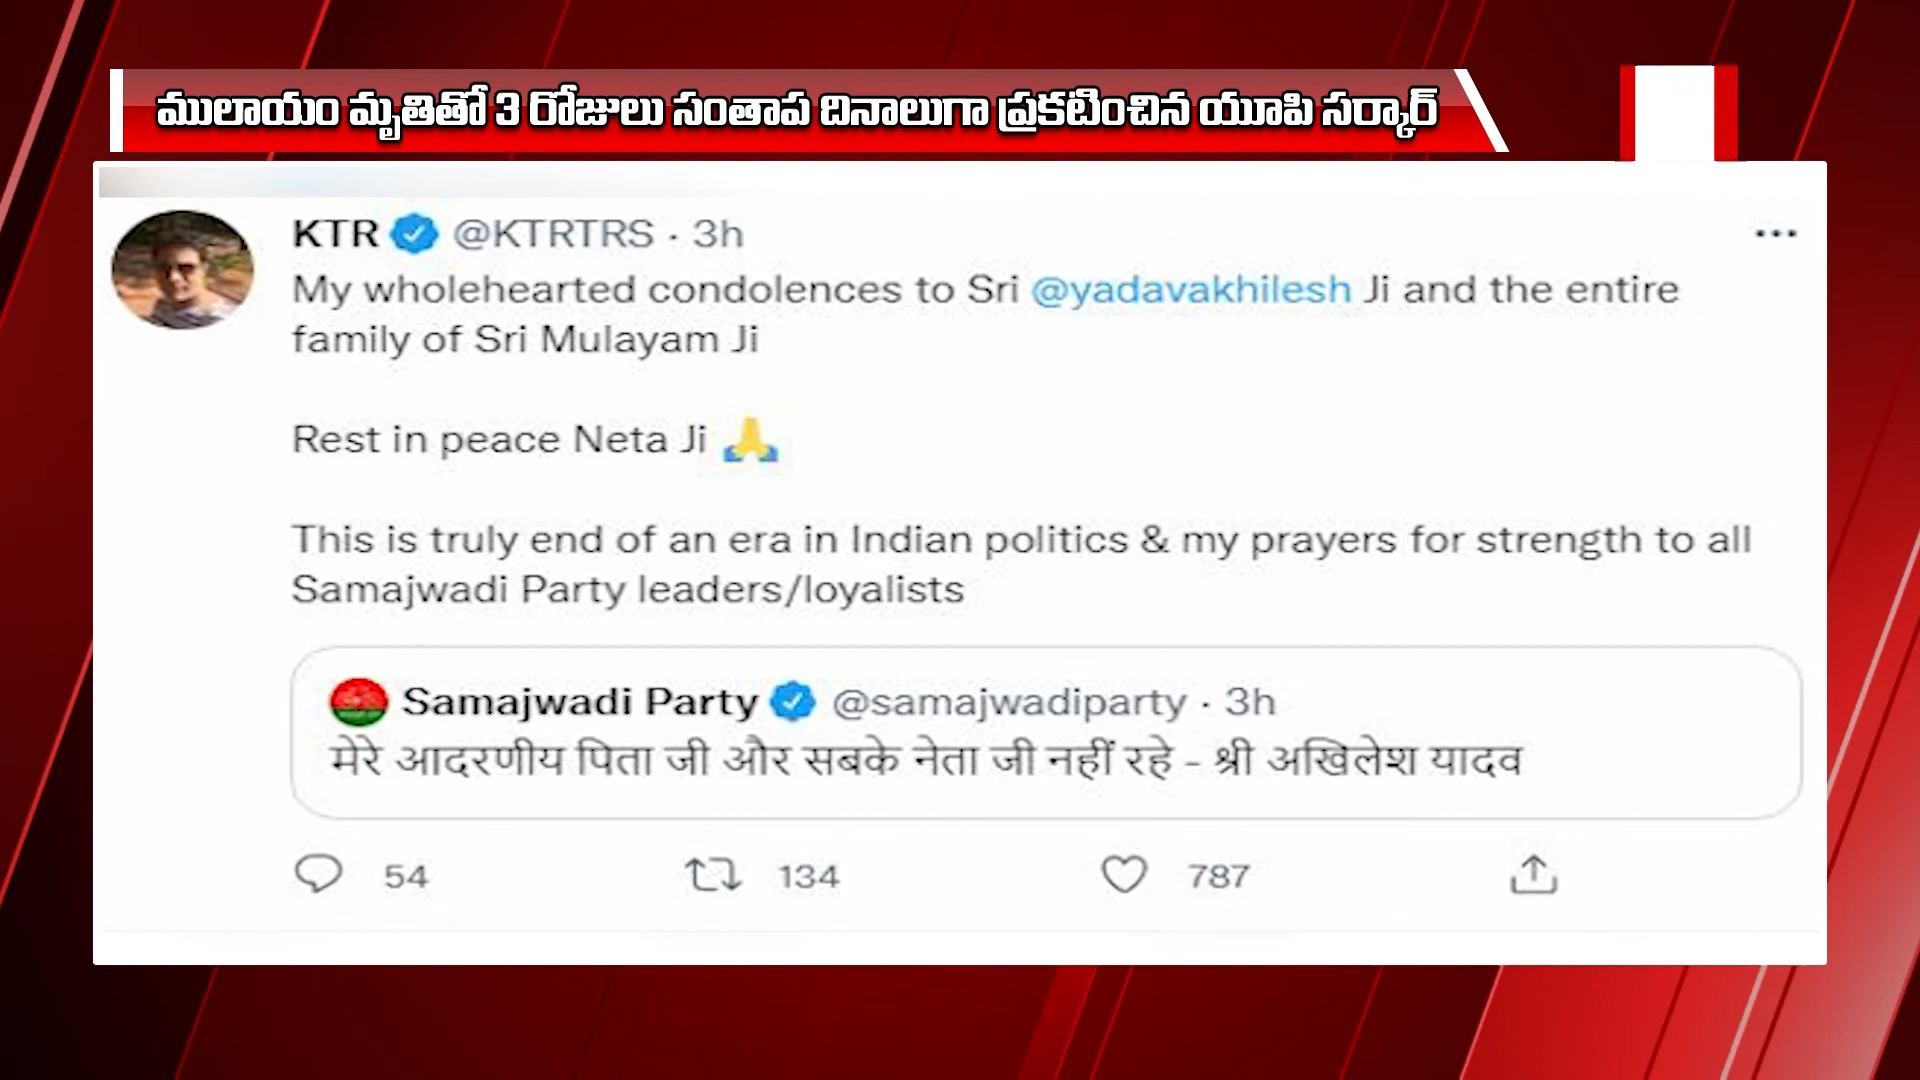 ములాయం మృతితో 3 రోజులు సంతాప దినాలుగా ప్రకటించిన యూపి సర్కార్
KTR @KTRTRS · 3h
My wholehearted condolences to Sri @yadavakhilesh Ji and the entire
family of Sri Mulayam Ji
Rest in peace Neta Ji 🙏
This is truly end of an era in Indian politics & my prayers for strength to all
Samajwadi Party leaders/loyalists
Samajwadi Party @samajwadiparty · 3h
मेरे आदरणीय पिता जी और सबके नेता जी नहीं रहे - श्री अखिलेश यादव
54 134 787